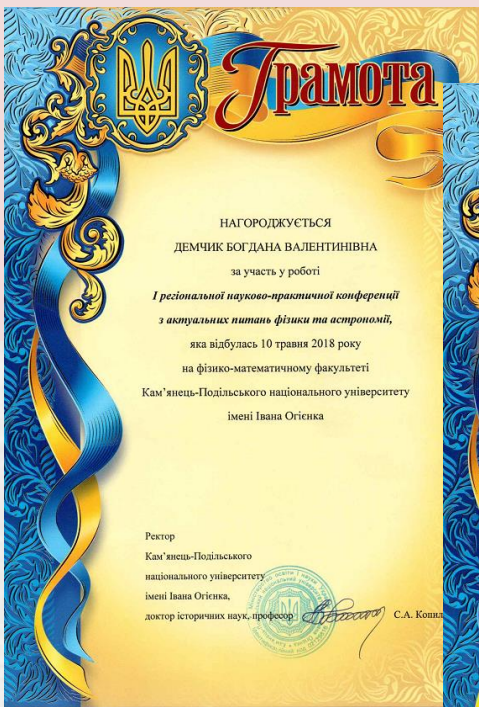 Грамота
НАГОРОДЖУЄТЬСЯ
ДЕМЧИК БОГДАНА ВАЛЕНТИНІВНА
за участь у роботі
І регіональної науково-практичної конференції
з актуальних питань фізики та астрономії,
яка відбулась 10 травня 2018 року
на фізико-математичному факультеті
Кам’янець-Подільського національного університету
імені Івана Огієнка
Ректор
Кам’янець-Подільського
національного університету
імені Івана Огієнка,
доктор історичних наук, професор С.А. Копил